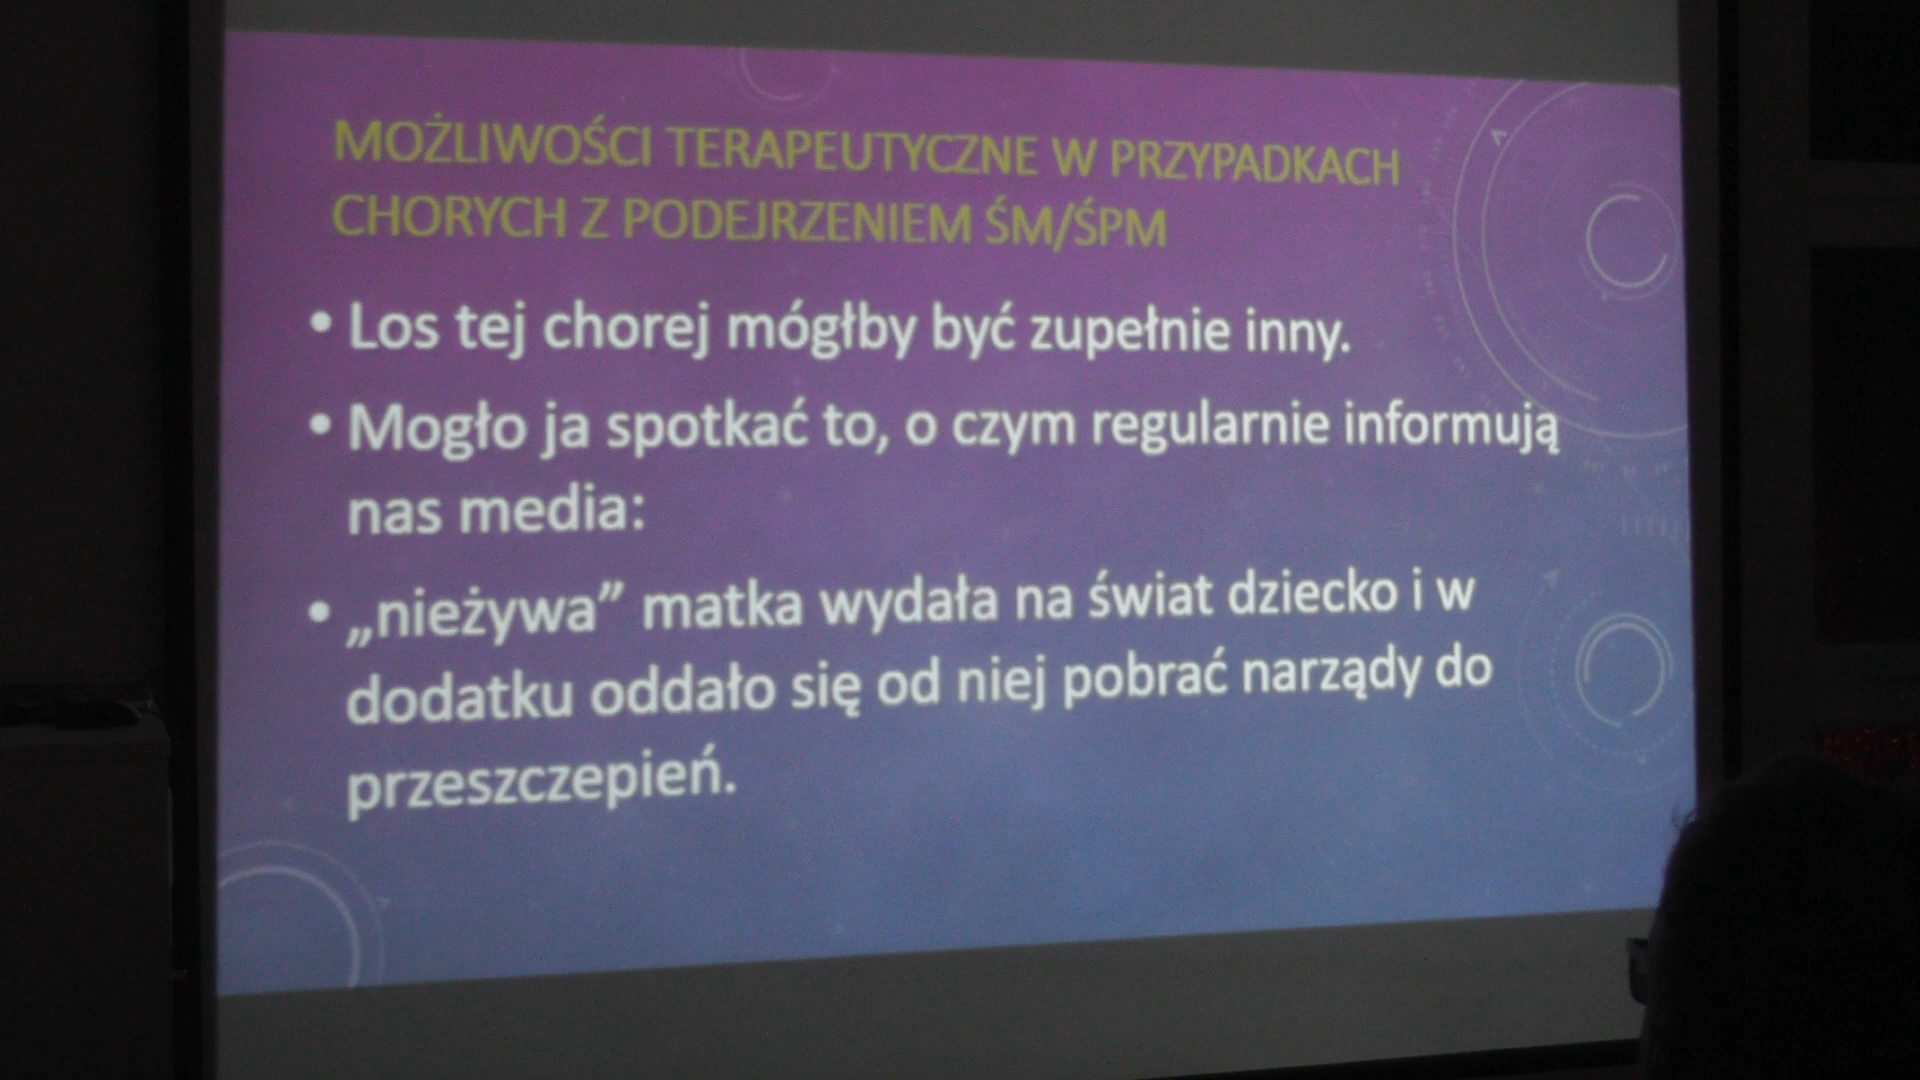 MOŻLIWOŚCI TERAPEUTYCZNE W PRZYPADKACH
CHORYCH Z PODEJRZENIEM ŚM/ŚPM
• Los tej chorej mógłby być zupełnie inny.
• Mogło ja spotkać to, o czym regularnie informują
nas media:
• „nieżywa” matka wydała na świat dziecko i w
dodatku oddało się od niej pobrać narządy do
przeszczepień.